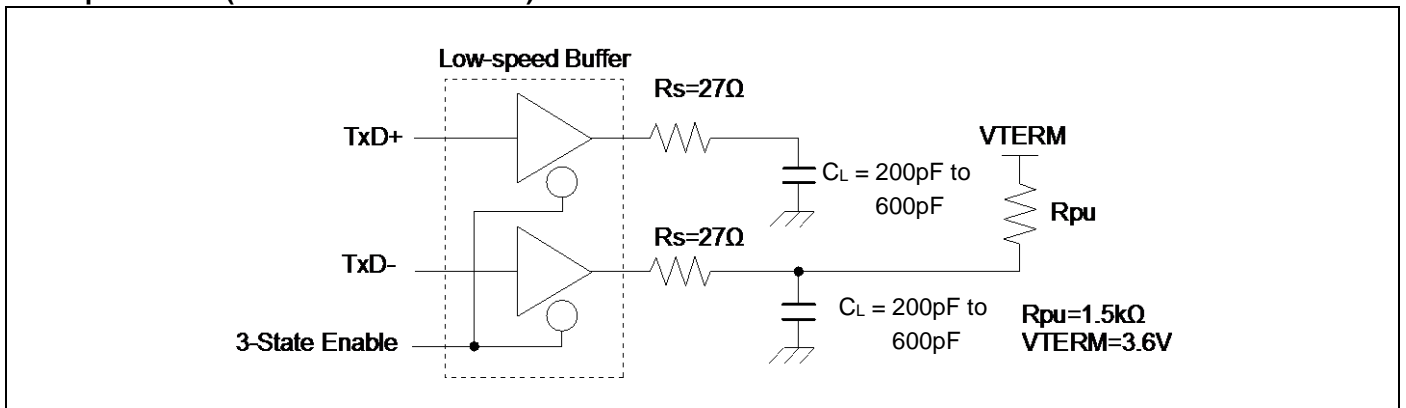 Low-speed Buffer
Rs=27Ω
TxD+
VTERM
CL = 200pF to
600pF
Rpu
Rs=27Ω
TxD-
CL = 200pF to
600pF
Rpu=1.5kΩ
VTERM=3.6V
3-State Enable